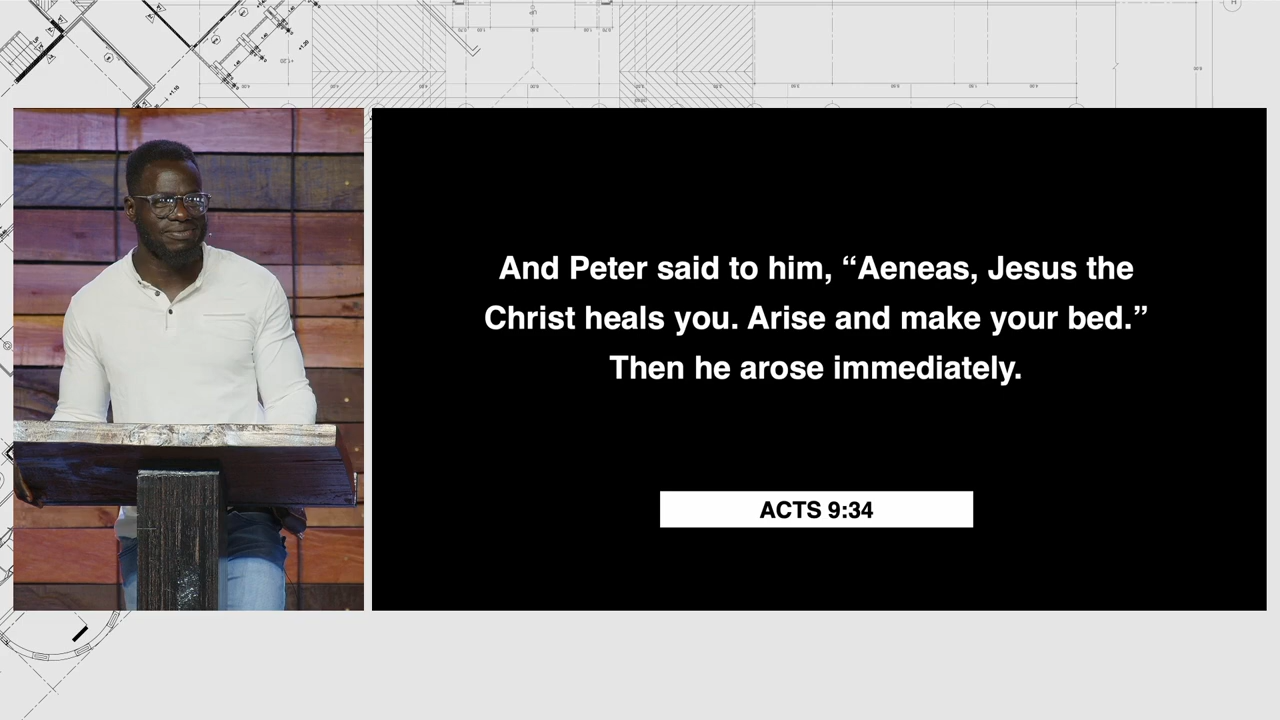 And Peter said to him, “Aeneas, Jesus the
Christ heals you. Arise and make your bed.”
Then he arose immediately.
ACTS 9:34